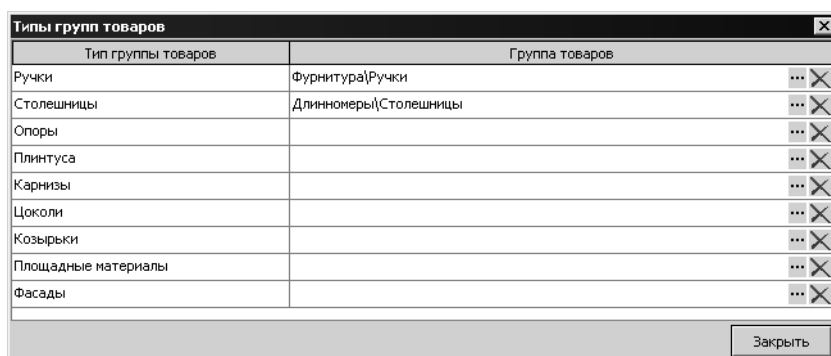 Типы групп товаров
Тип группы товаров Группа товаров
Ручки Фурнитура\Ручки
Столешницы Длинномеры\Столешницы
Опоры
Плинтуса
Карнизы
Цоколи
Козырьки
Площадные материалы
Фасады
Закрыть